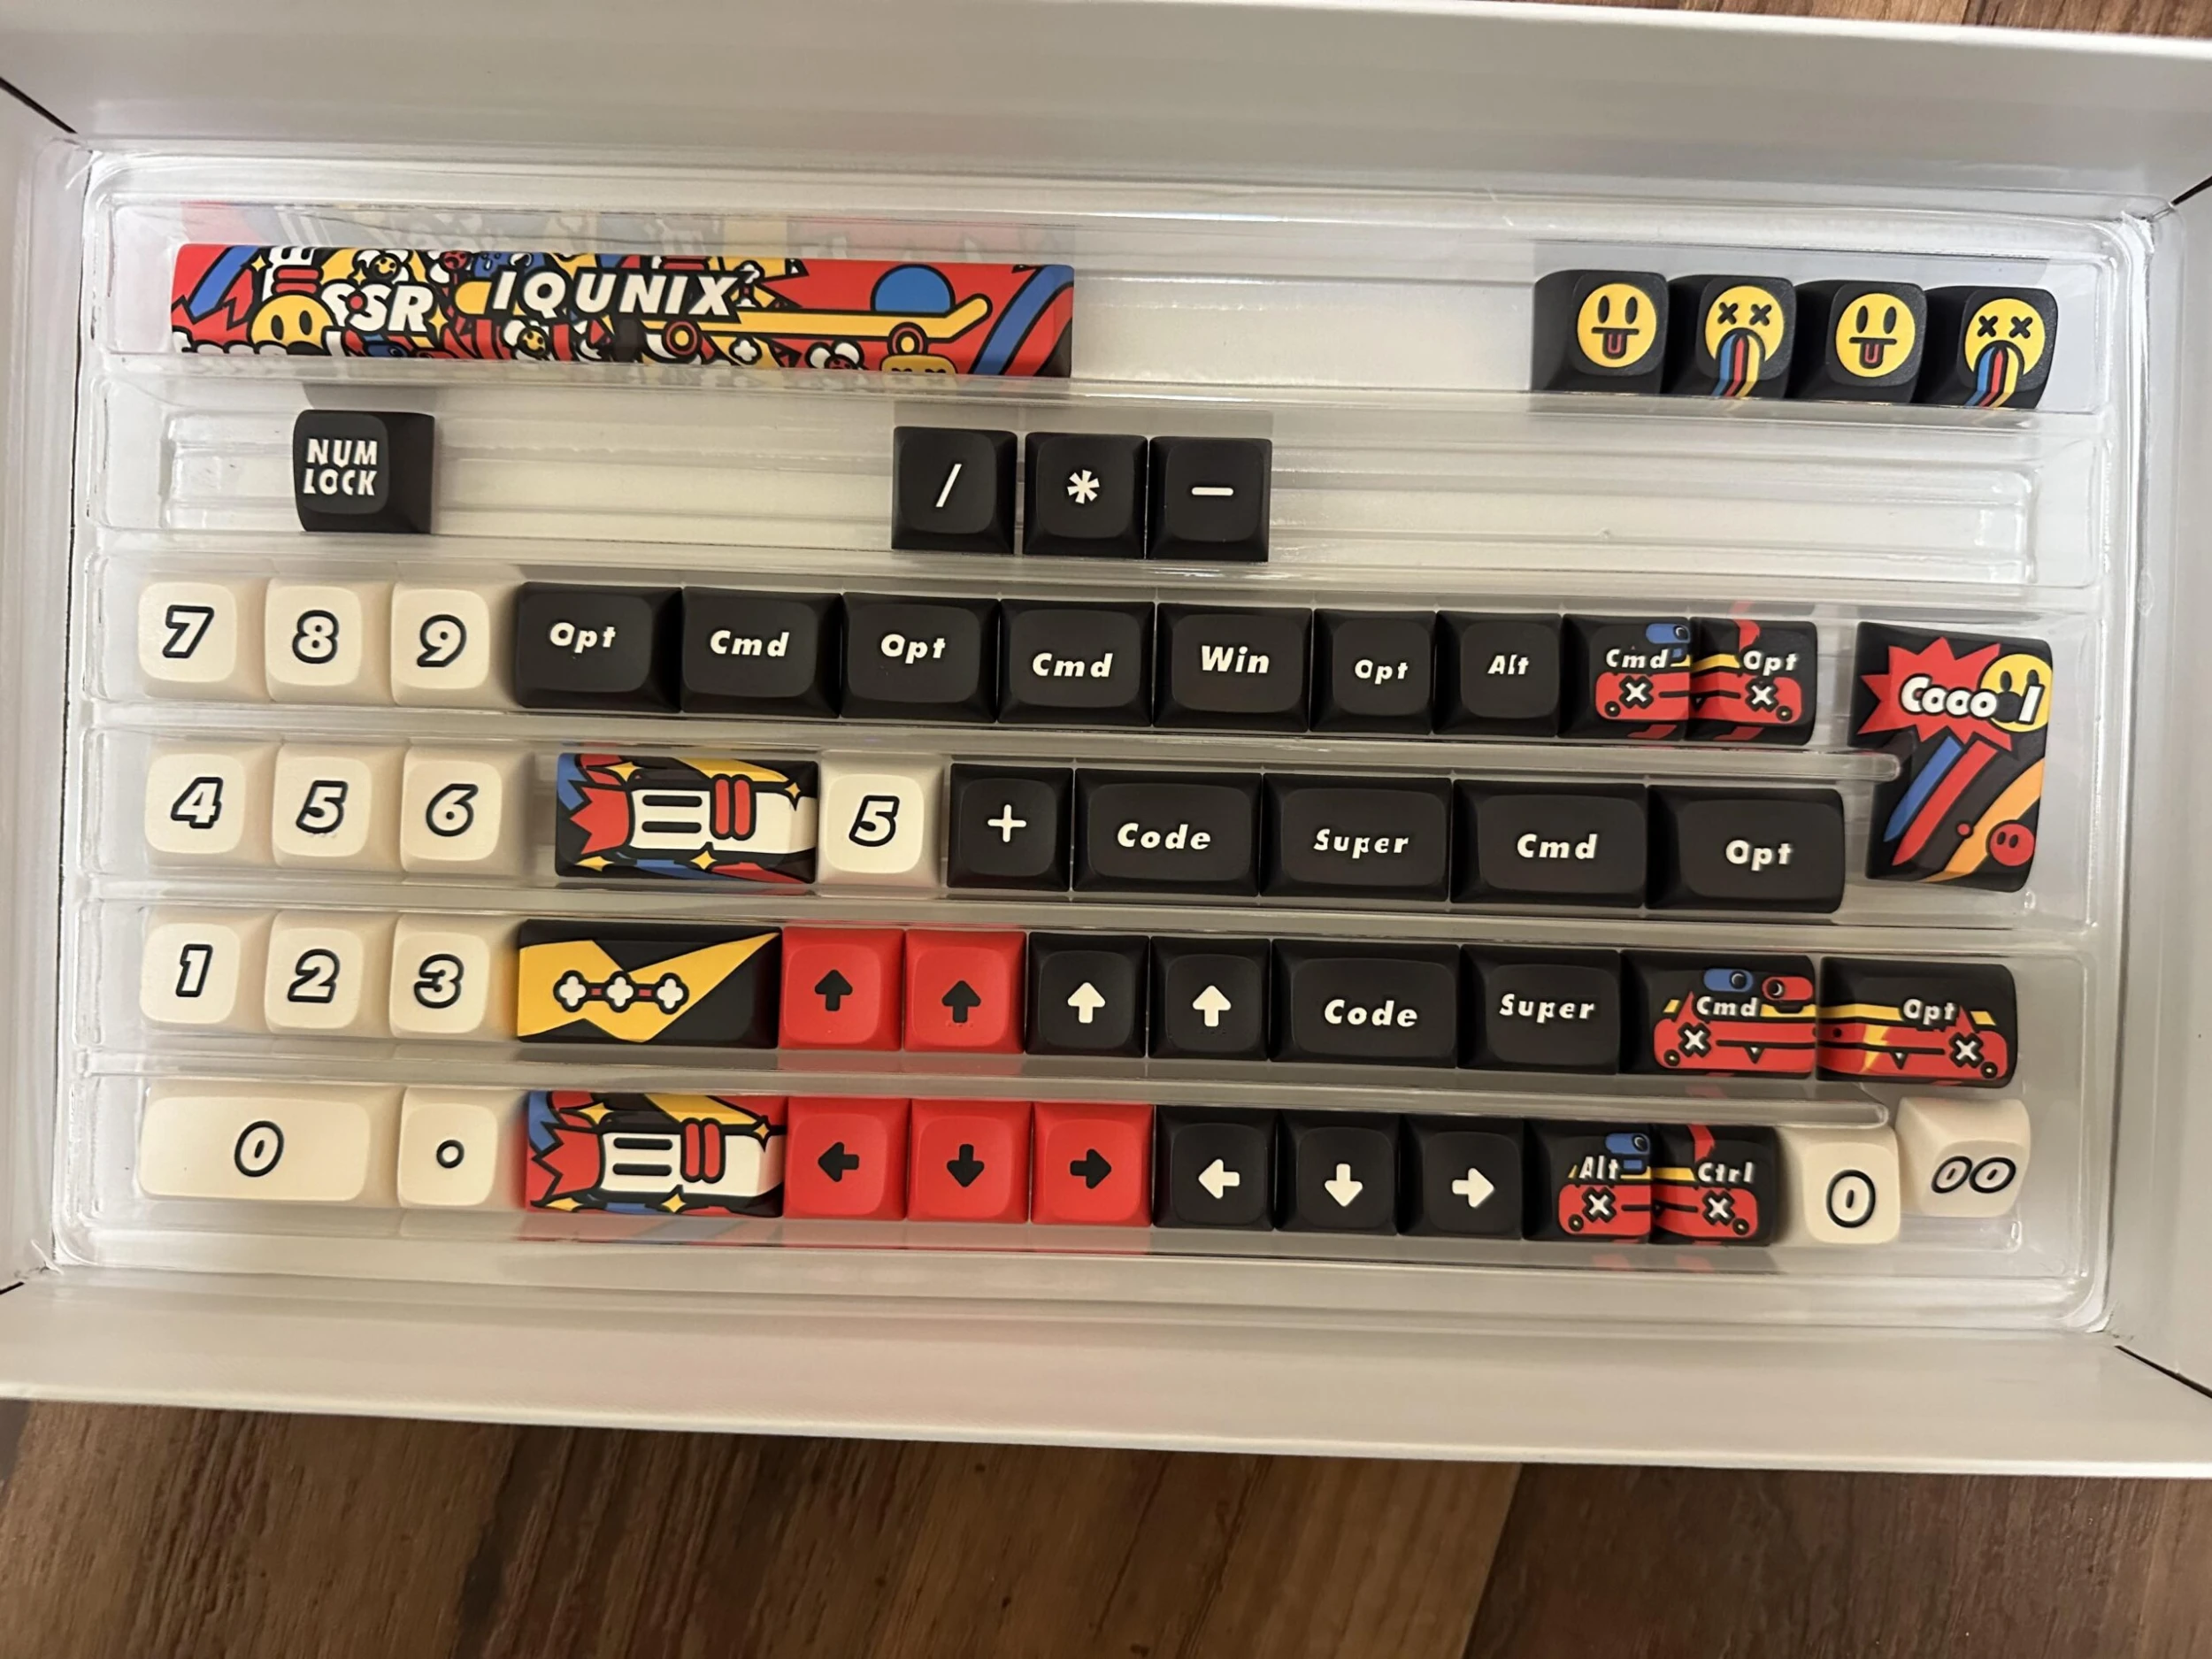 SSR IQUNIX
NUM
LOCK
/ * −
7 8 9 Opt Cmd Opt Cmd Win Opt Alt Cmd Opt
Coool
4 5 6 5 + Code Super Cmd Opt
1 2 3 ↑ ↑ ↑ ↑ Code Super Cmd Opt
0 . ← ↓ → ← ↓ → Alt Ctrl 0 00